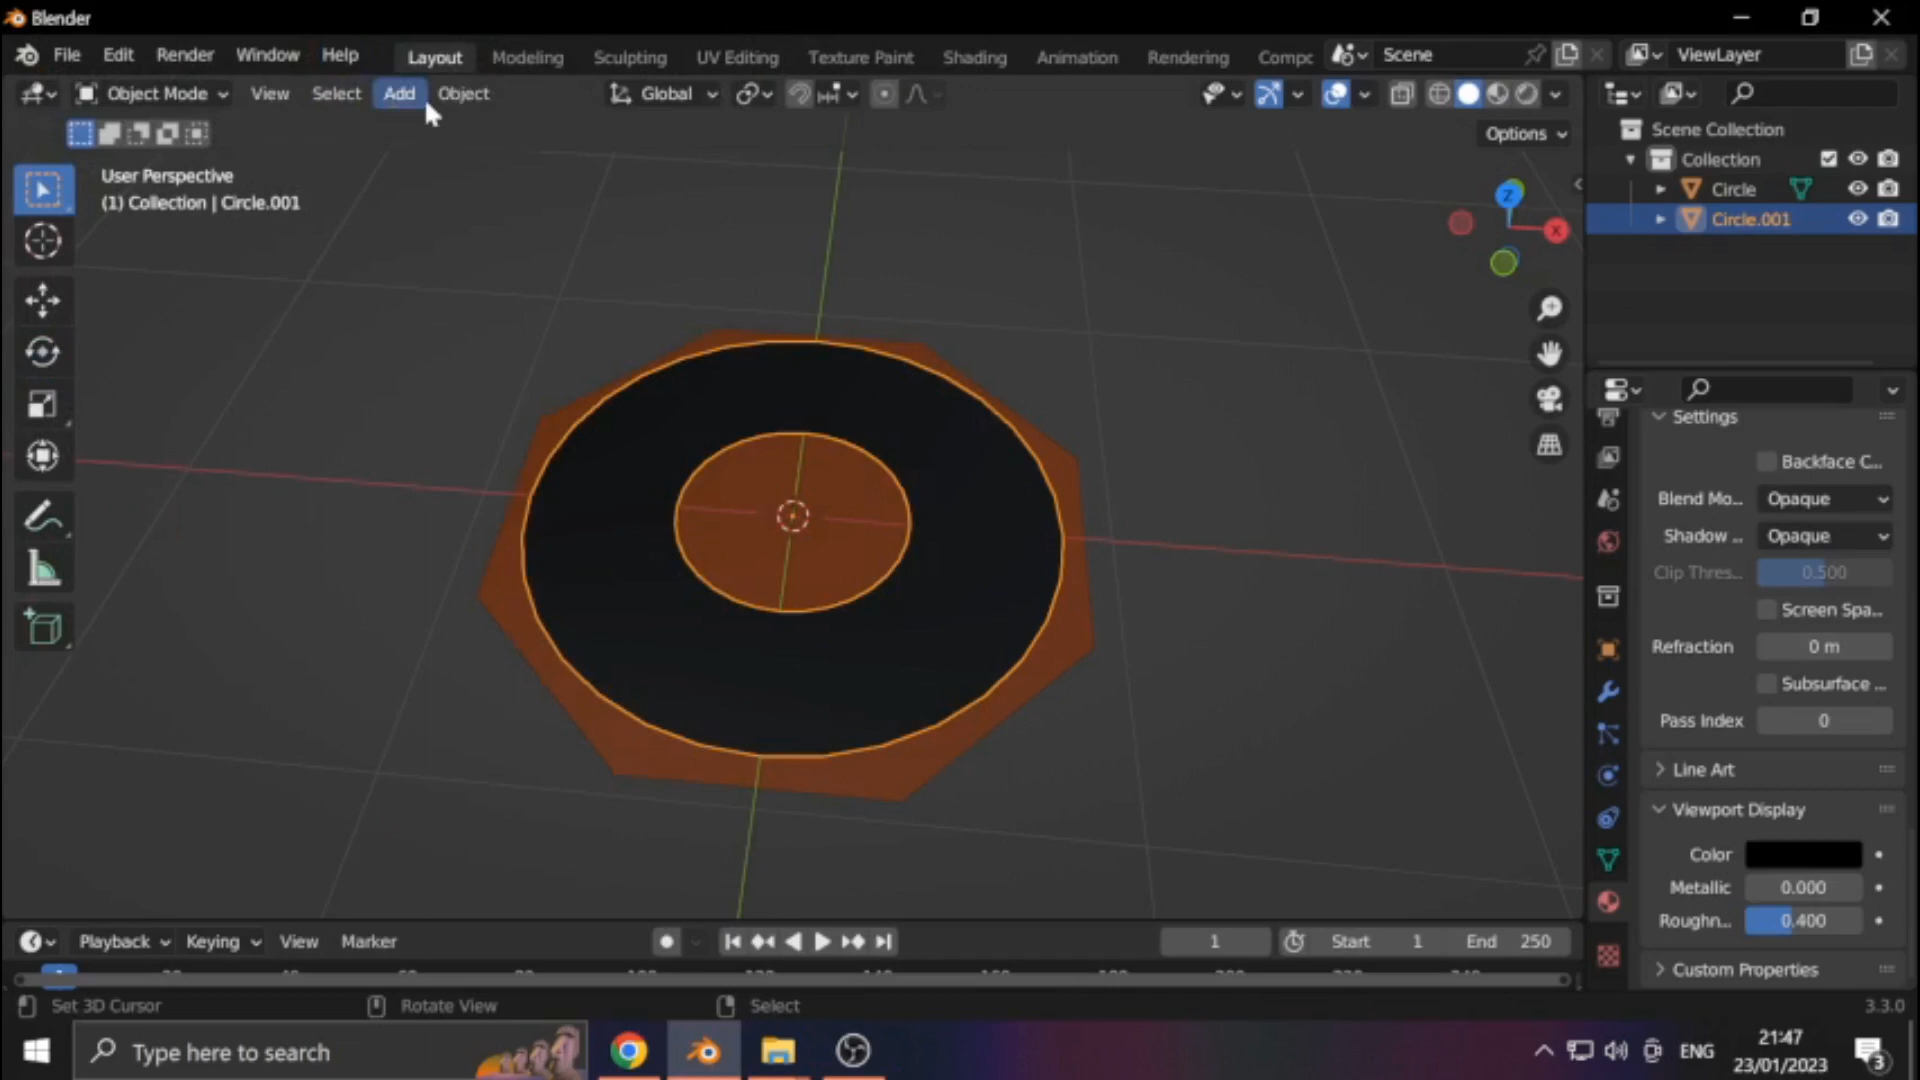 Blender
File Edit Render Window Help Layout Modeling Sculpting UV Editing Texture Paint Shading Animation Rendering Compc Scene ViewLayer
Object Mode View Select Add Object Global
Options
User Perspective
(1) Collection | Circle.001
Z
X
Scene Collection
Collection
Circle
Circle.001
Settings
Backface C...
Blend Mo... Opaque
Shadow ... Opaque
Clip Thres... 0.500
Screen Spa...
Refraction 0 m
Subsurface ...
Pass Index 0
Line Art
Viewport Display
Color
Metallic 0.000
Roughn... 0.400
Custom Properties
Playback Keying View Marker 1 Start 1 End 250
1
Set 3D Cursor Rotate View Select 3.3.0
Type here to search ENG 21:47
23/01/2023 3